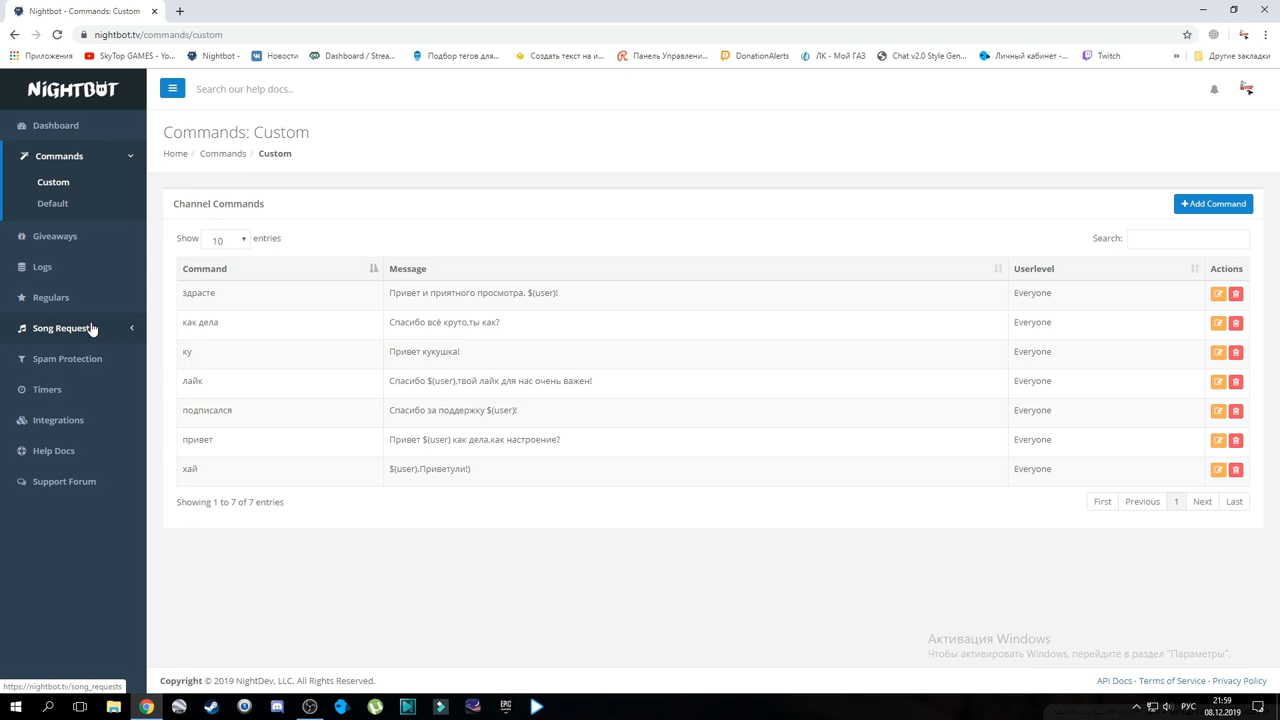 Nightbot - Commands: Custom
nightbot.tv/commands/custom
Приложения
SkyTop GAMES - Yo...
Nightbot -
Новости
Dashboard / Strea...
Подбор тегов для...
Создать текст на и...
Панель Управлени...
DonationAlerts
ЛК - Мой ГАЗ
Chat v2.0 Style Gen...
Личный кабинет -...
Twitch
»
Другие закладки
NIGHTBOT
Search our help docs..
Dashboard
Commands
Custom
Default
Giveaways
Logs
Regulars
Song Request
Spam Protection
Timers
Integrations
Help Docs
Support Forum
Commands: Custom
Home / Commands / Custom
Channel Commands
+ Add Command
Show 10 entries
Search:
Command Message Userlevel Actions
здрасте Привет и приятного просмотра. $(user)! Everyone
как дела Спасибо всё круто,ты как? Everyone
ку Привет кукушка! Everyone
лайк Спасибо $(user),твой лайк для нас очень важен! Everyone
подписался Спасибо за поддержку $(user)! Everyone
привет Привет $(user) как дела,как настроение? Everyone
хай $(user).Приветули!) Everyone
Showing 1 to 7 of 7 entries
First Previous 1 Next Last
Активация Windows
Чтобы активировать Windows, перейдите в раздел "Параметры".
Copyright © 2019 NightDev, LLC. All Rights Reserved.
API Docs · Terms of Service · Privacy Policy
https://nightbot.tv/song_requests
EPIC
РУС
21:59
08.12.2019